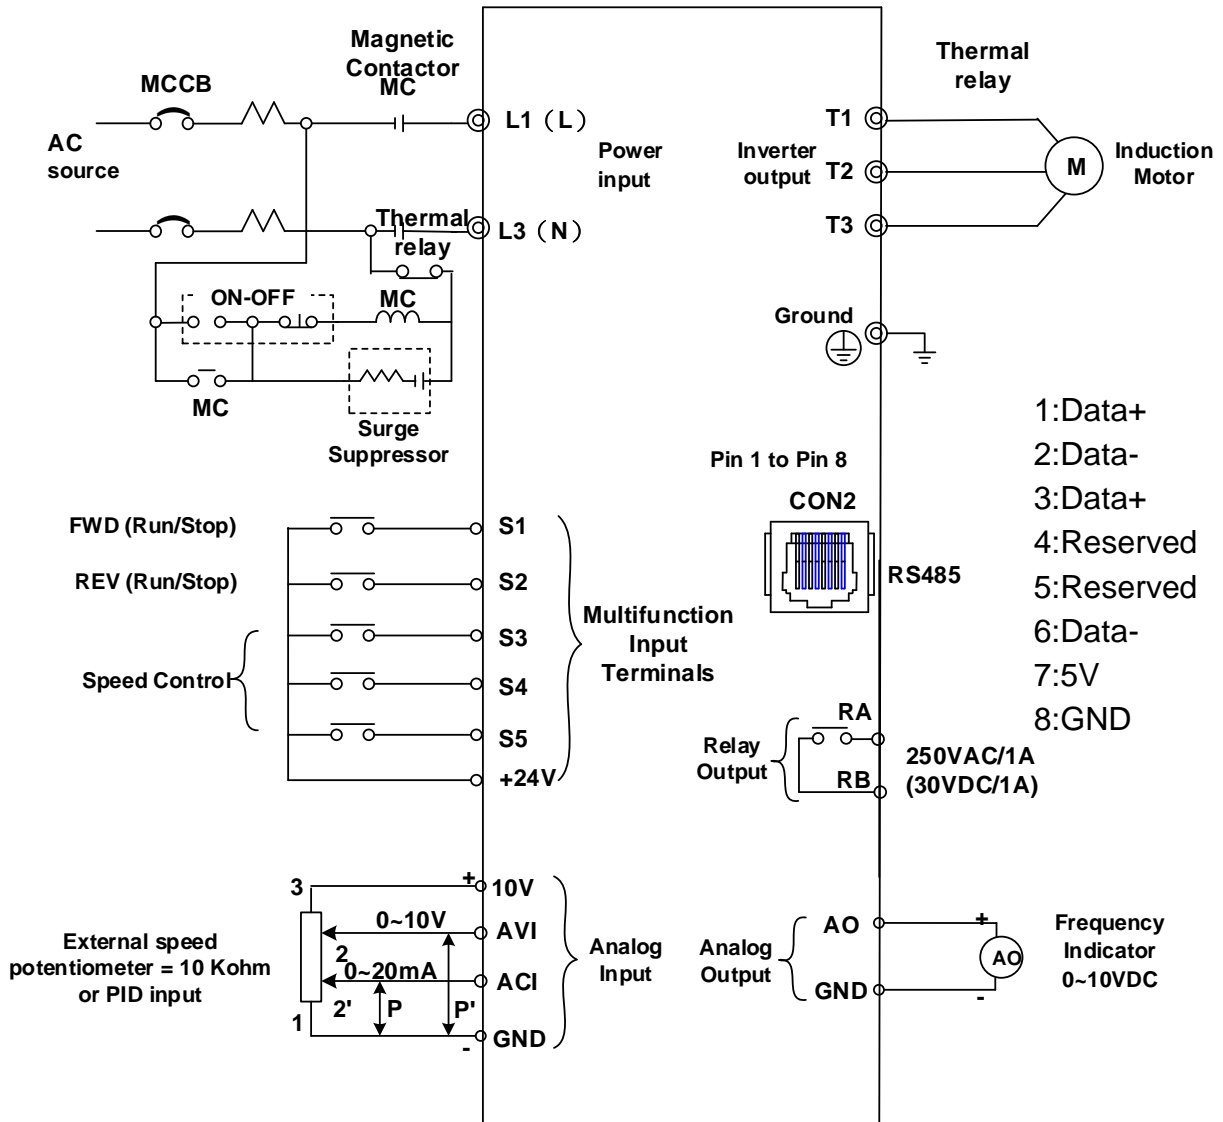 Magnetic
Contactor
MC
MCCB
AC
source
L1（L）
Power
input
L3（N）
Thermal
relay
ON-OFF
MC
MC
Surge
Suppressor
Thermal
relay
T1
Inverter
output
T2
T3
M
Induction
Motor
Ground
Pin 1 to Pin 8
CON2
RS485
1:Data+
2:Data-
3:Data+
4:Reserved
5:Reserved
6:Data-
7:5V
8:GND
FWD (Run/Stop)
REV (Run/Stop)
Speed Control
S1
S2
S3
S4
S5
+24V
Multifunction
Input
Terminals
Relay
Output
RA
RB
250VAC/1A
(30VDC/1A)
External speed
potentiometer = 10 Kohm
or PID input
3
+
10V
0~10V
AVI
2
0~20mA
ACI
2'
P
P'
1
-
GND
Analog
Input
Analog
Output
AO
GND
+
AO
-
Frequency
Indicator
0~10VDC